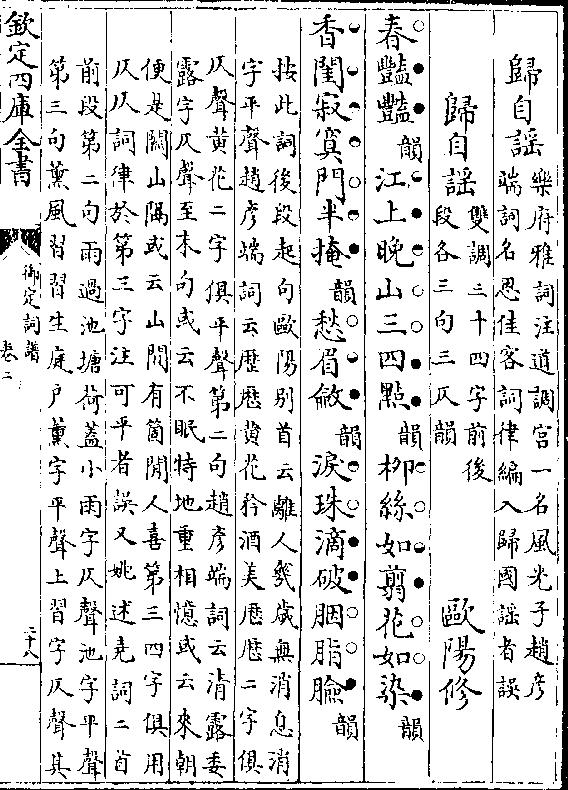 歸自謠
樂府雅詞注道調宮一名風光子趙彥
端詞名思佳客詞律編入歸國謠者誤
歸自謠
雙調三十四字前後
段各三句三仄韻
歐陽修
春豔豔韻江上晚山三四點韻柳絲如翦花如染韻
香閨寂寞門半掩韻愁眉斂韻淚珠滴破胭脂臉韻
按此詞後段起句歐陽別首云離人幾歲無消息消
字平聲趙彥端詞云歷歷黃花矜酒美歷歷二字俱
仄聲黃花二字俱平聲第二句趙彥端詞云清露委
露字仄聲至末句或云不眠特地重相憶或云來朝
便是關山隔或云山間有箇閒人喜第三四字俱用
仄仄詞律於第三字注可平者誤又姚述堯詞二首
前段第二句雨過池塘荷蓋小雨字仄聲池字平聲
第三句薰風習習生庭戶薰字平聲上習字仄聲其
欽定四庫全書
御定詞譜
卷二
二十八